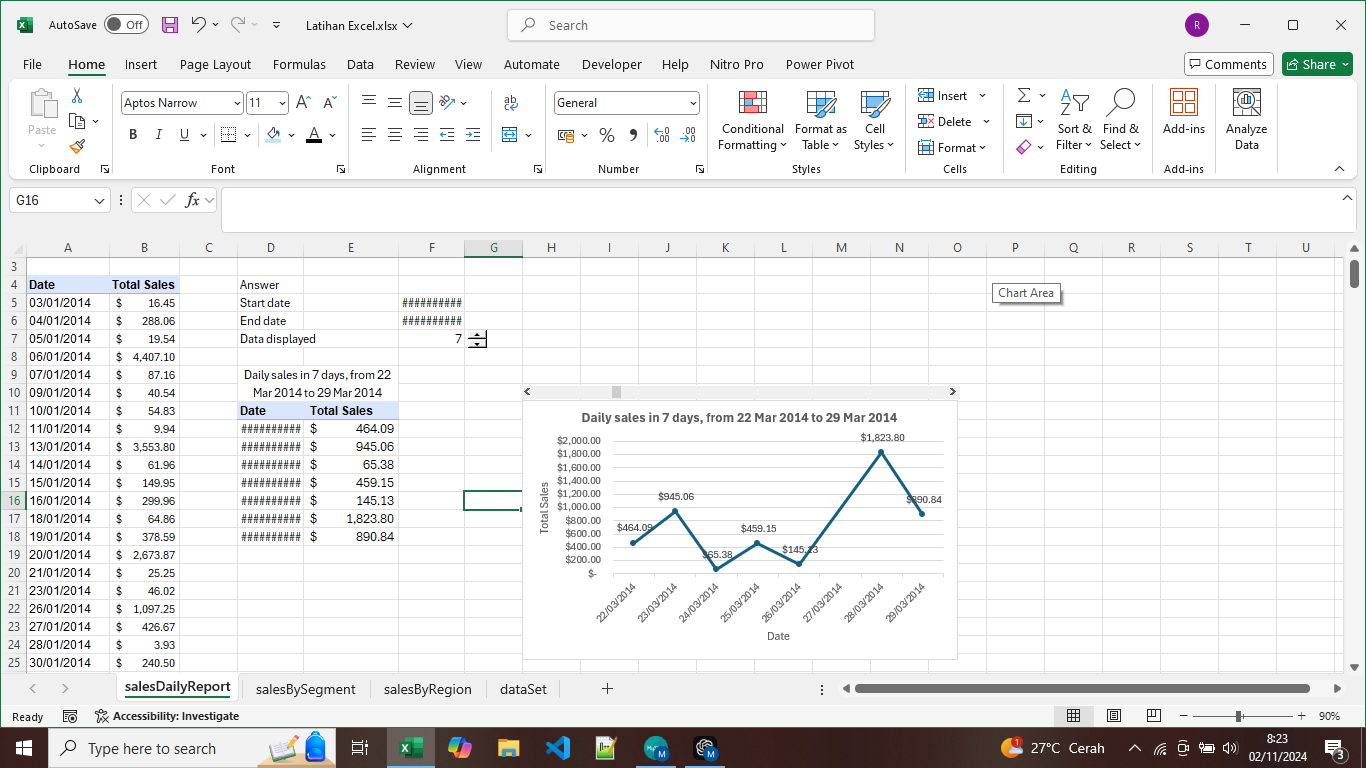 AutoSave Off Latihan Excel.xlsx Search R
File Home Insert Page Layout Formulas Data Review View Automate Developer Help Nitro Pro Power Pivot Comments Share
Paste Aptos Narrow 11 General Conditional Formatting Format as Table Cell Styles Insert Delete Format Sort & Filter Find & Select Add-ins Analyze Data
Clipboard Font Alignment Number Styles Cells Editing Add-ins
G16 fx
A B C D E F G H I J K L M N O P Q R S T U
3
4 Date Total Sales Answer
5 03/01/2014 $ 16.45 Start date ##########
6 04/01/2014 $ 288.06 End date ##########
7 05/01/2014 $ 19.54 Data displayed 7
8 06/01/2014 $ 4,407.10
9 07/01/2014 $ 87.16 Daily sales in 7 days, from 22
10 09/01/2014 $ 40.54 Mar 2014 to 29 Mar 2014
11 10/01/2014 $ 54.83 Date Total Sales
12 11/01/2014 $ 9.94 ########## $ 464.09
13 13/01/2014 $ 3,553.80 ########## $ 945.06
14 14/01/2014 $ 61.96 ########## $ 65.38
15 15/01/2014 $ 149.95 ########## $ 459.15
16 16/01/2014 $ 299.96 ########## $ 145.13
17 18/01/2014 $ 64.86 ########## $ 1,823.80
18 19/01/2014 $ 378.59 ########## $ 890.84
19 20/01/2014 $ 2,673.87
20 21/01/2014 $ 25.25
21 23/01/2014 $ 46.02
22 26/01/2014 $ 1,097.25
23 27/01/2014 $ 426.67
24 28/01/2014 $ 3.93
25 30/01/2014 $ 240.50
Chart Area
Daily sales in 7 days, from 22 Mar 2014 to 29 Mar 2014
Total Sales
$2,000.00
$1,800.00
$1,600.00
$1,400.00
$1,200.00
$1,000.00
$800.00
$600.00
$400.00
$200.00
$-
$464.09 $945.06 $65.38 $459.15 $145.13 $1,823.80 $890.84
22/03/2014 23/03/2014 24/03/2014 25/03/2014 26/03/2014 27/03/2014 28/03/2014 29/03/2014
Date
salesDailyReport salesBySegment salesByRegion dataSet
Ready Accessibility: Investigate 90%
Type here to search 27°C Cerah 8:23
02/11/2024 3